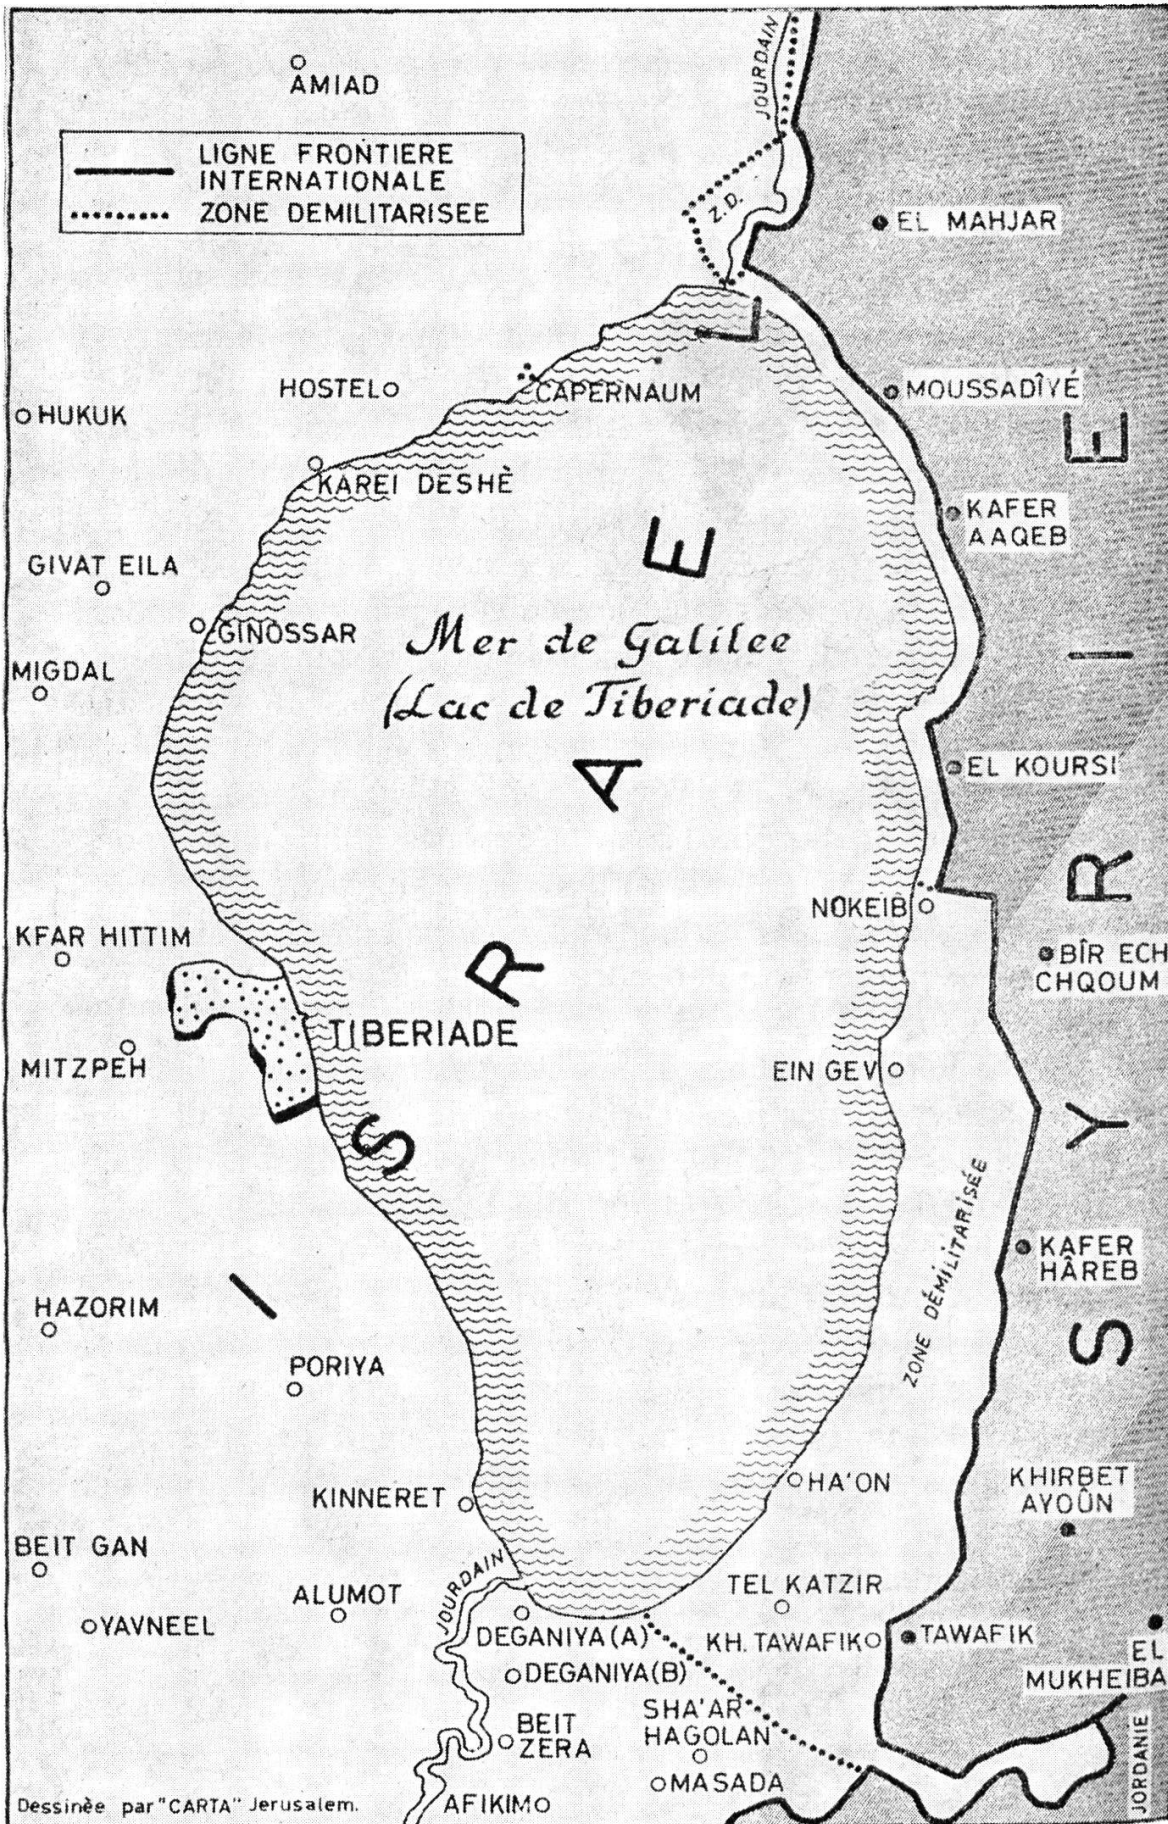 JOURDAIN
AMIAD
LIGNE FRONTIERE
INTERNATIONALE
ZONE DEMILITARISEE
Z.D.
EL MAHJAR
HOSTEL
CAPERNAUM
MOUSSADÎYÉ
HUKUK
KAREI DESHÈ
KAFER
AAQEB
GIVAT EILA
GINOSSAR
Mer de Galilee
(Lac de Tiberiade)
MIGDAL
EL KOURSI
NOKEIB
KFAR HITTIM
BÎR ECH
CHQOUM
TIBERIADE
MITZPEH
EIN GEV
ZONE DÉMILITARISÉE
KAFER
HÂREB
HAZORIM
PORIYA
ISRAEL
SYRIE
KINNERET
HA'ON
KHIRBET
AYOÛN
BEIT GAN
JOURDAIN
ALUMOT
TEL KATZIR
YAVNEEL
DEGANIYA(A)
KH. TAWAFIK
TAWAFIK
EL
MUKHEIBA
DEGANIYA(B)
SHA'AR
HAGOLAN
BEIT
ZERA
MASADA
JORDANIE
AFIKIM
Dessinèe par "CARTA" Jerusalem.